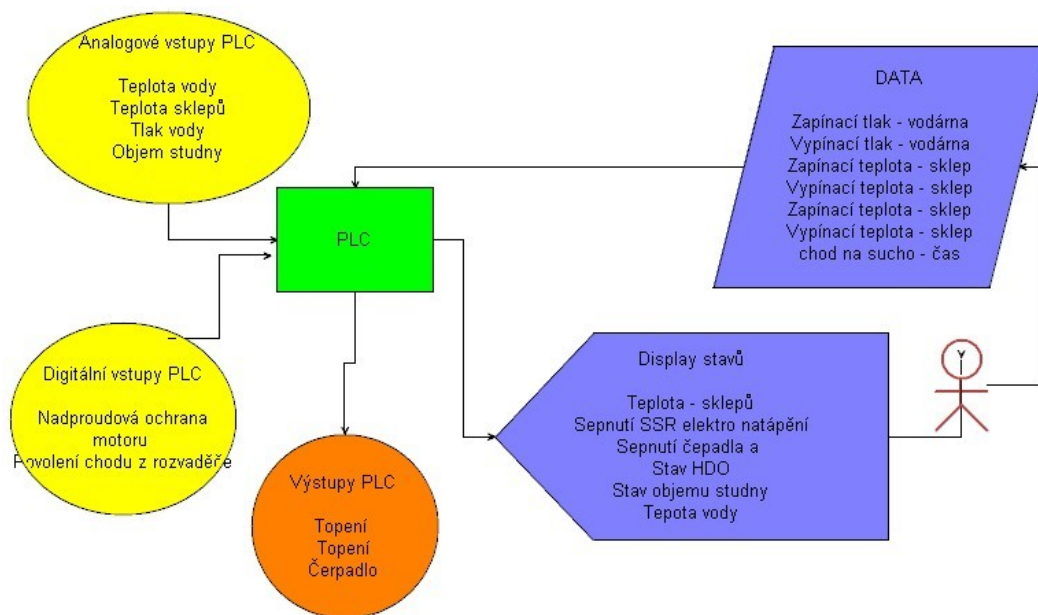 Analogové vstupy PLC
Teplota vody
Teplota sklepů
Tlak vody
Objem studny
DATA
Zapínací tlak - vodárna
Vypínací tlak - vodárna
Zapínací teplota - sklep
Vypínací teplota - sklep
Zapínací teplota - sklep
Vypínací teplota - sklep
chod na sucho - čas
PLC
Digitální vstupy PLC
Nadproudová ochrana
motoru
Povolení chodu z rozvaděče
Display stavů
Teplota - sklepů
Sepnutí SSR elektro natápění
Sepnutí čepadla a
Stav HDO
Stav objemu studny
Tepota vody
Výstupy PLC
Topení
Topení
Čerpadlo